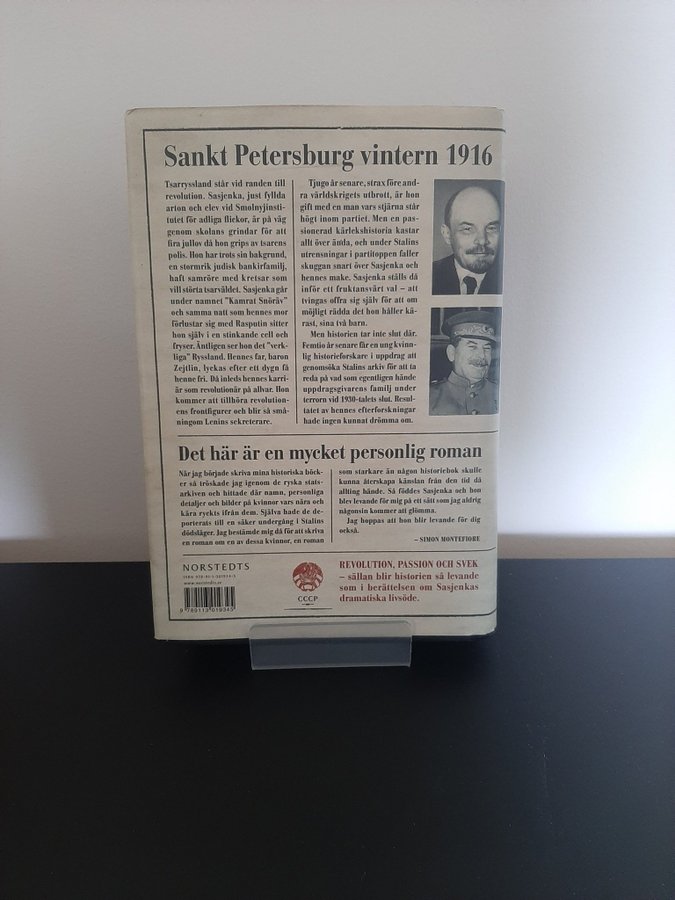 Sankt Petersburg vintern 1916
Tsarryssland står vid randen till
revolution. Sasjenka, just fyllda
arton och elev vid Smolnyjinsti-
tutet för adliga flickor, är på väg
genom skolans grindar för att
fira jullov då hon grips av tsarens
polis. Hon har trots sin bakgrund,
en stormrik judisk bankirfamilj,
haft samröre med kretsar som
vill störta tsarväldet. Sasjenka går
under namnet "Kamrat Snöräv"
och samma natt som hennes mor
förlustar sig med Rasputin sitter
hon själv i en stinkande cell och
fryser. Äntligen ser hon det "verk-
liga" Ryssland. Hennes far, baron
Zejtlin, lyckas efter ett dygn få
henne fri. Då inleds hennes karri-
är som revolutionär på allvar. Hon
kommer att tillhöra revolution-
ens frontfigurer och blir så små-
ningom Lenins sekreterare.
Tjugo år senare, strax före and-
ra världskrigets utbrott, är hon
gift med en man vars stjärna står
högt inom partiet. Men en pas-
sionerad kärlekshistoria kastar
allt över ända, och under Stalins
utrensningar i partitoppen faller
skuggan snart över Sasjenka och
hennes make. Sasjenka ställs då
inför ett fruktansvärt val – att
tvingas offra sig själv för att om
möjligt rädda det hon håller kä-
rast, sina två barn.
Men historien tar inte slut där.
Femtio år senare får en ung kvinn-
lig historieforskare i uppdrag att
genomsöka Stalins arkiv för att ta
reda på vad som egentligen hände
uppdragsgivarens familj under
terrorn vid 1930-talets slut. Resul-
tatet av hennes efterforskningar
hade ingen kunnat drömma om.
Det här är en mycket personlig roman
När jag började skriva mina historiska böck-
er så tröskade jag igenom de ryska stats-
arkiven och hittade där namn, personliga
detaljer och bilder på kvinnor vars nära och
kära ryckts ifrån dem. Själva hade de de-
porterats till en säker undergång i Stalins
dödsläger. Jag bestämde mig då för att skriva
en roman om en av dessa kvinnor, en roman
som starkare än någon historiebok skulle
kunna återskapa känslan från den tid då
allting hände. Så föddes Sasjenka och hon
blev levande för mig på ett sätt som jag aldrig
någonsin kommer att glömma.
Jag hoppas att hon blir levande för dig
också.
– SIMON MONTEFIORE
NORSTEDTS
www.norstedts.se
9 789113 019345
CCCP
REVOLUTION, PASSION OCH SVEK
– sällan blir historien så levande
som i berättelsen om Sasjenkas
dramatiska livsöde.